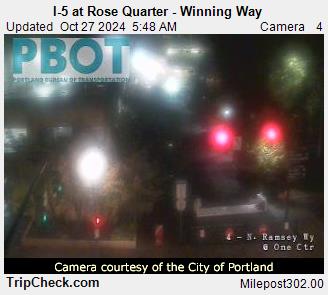 I-5 at Rose Quarter - Winning Way
Updated Oct 27 2024 5:48 AM Camera 4
PBOT
PORTLAND BUREAU OF TRANSPORTATION
4 - N. Ramsey Wy
@ One Ctr
Camera courtesy of the City of Portland
TripCheck.com Milepost302.00